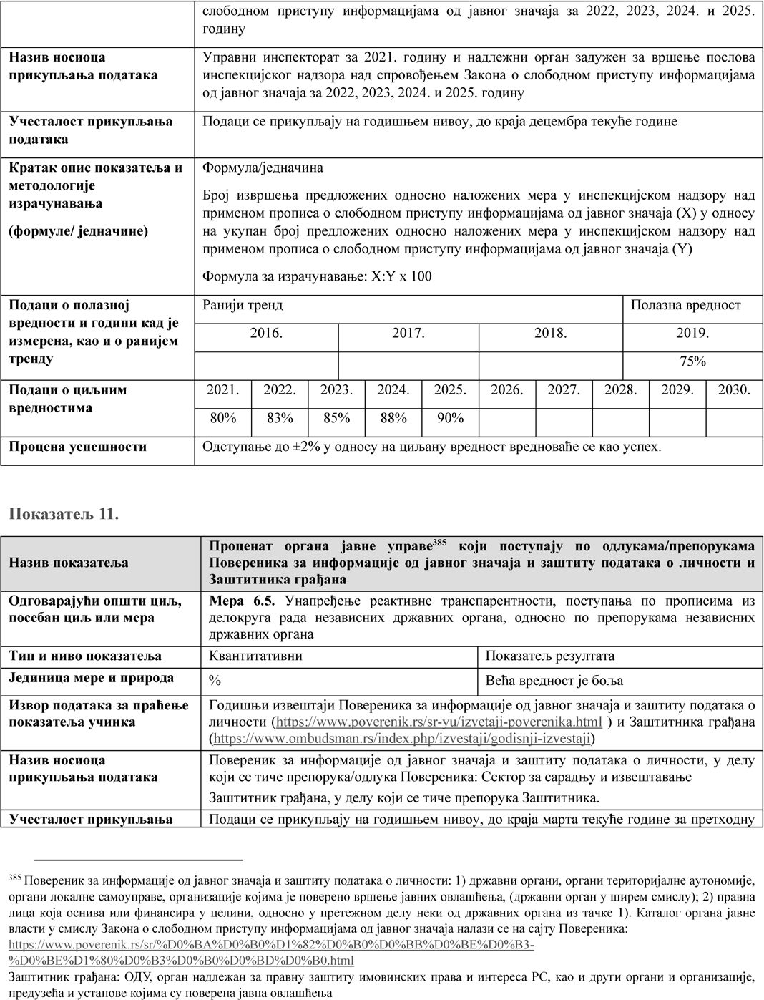 слободном приступу информацијама од јавног значаја за 2022, 2023, 2024. и 2025.
годину
Назив носиоца
прикупљања података
Управни инспекторат за 2021. годину и надлежни орган задужен за вршење послова
инспекцијског надзора над спровођењем Закона о слободном приступу информацијама
од јавног значаја за 2022, 2023, 2024. и 2025. годину
Учесталост прикупљања
података
Подаци се прикупљају на годишњем нивоу, до краја децембра текуће године
Кратак опис показатеља и
методологије
израчунавања
(формуле/ једначине)
Формула/једначина
Број извршења предложених односно наложених мера у инспекцијском надзору над
применом прописа о слободном приступу информацијама од јавног значаја (X) у односу
на укупан број предложених односно наложених мера у инспекцијском надзору над
применом прописа о слободном приступу информацијама од јавног значаја (Y)
Формула за израчунавање: X:Y x 100
Подаци о полазној
вредности и години кад је
измерена, као и о ранијем
тренду
Ранији тренд
Полазна вредност
2016.
2017.
2018.
2019.
75%
Подаци о циљним
вредностима
2021.
2022.
2023.
2024.
2025.
2026.
2027.
2028.
2029.
2030.
80%
83%
85%
88%
90%
Процена успешности
Одступање до ±2% у односу на циљану вредност вредноваће се као успех.
Показатељ 11.
Назив показатеља
Проценат органа јавне управе385 који поступају по одлукама/препорукама
Повереника за информације од јавног значаја и заштиту података о личности и
Заштитника грађана
Одговарајући општи циљ,
посебан циљ или мера
Мера 6.5. Унапређење реактивне транспарентности, поступања по прописима из
делокруга рада независних државних органа, односно по препорукама независних
државних органа
Тип и ниво показатеља
Квантитативни
Показатељ резултата
Јединица мере и природа
%
Већа вредност је боља
Извор података за праћење
показатеља учинка
Годишњи извештаји Повереника за информације од јавног значаја и заштиту података о
личности (https://www.poverenik.rs/sr-yu/izvetaji-poverenika.html ) и Заштитника грађана
(https://www.ombudsman.rs/index.php/izvestaji/godisnji-izvestaji)
Назив носиоца
прикупљања података
Повереник за информације од јавног значаја и заштиту података о личности, у делу
који се тиче препорука/одлука Повереника: Сектор за сарадњу и извештавање
Заштитник грађана, у делу који се тиче препорука Заштитника.
Учесталост прикупљања
Подаци се прикупљају на годишњем нивоу, до краја марта текуће године за претходну
385 Повереник за информације од јавног значаја и заштиту података о личности: 1) државни органи, органи територијалне аутономије,
органи локалне самоуправе, организације којима је поверено вршење јавних овлашћења, (државни орган у ширем смислу); 2) правна
лица која оснива или финансира у целини, односно у претежном делу неки од државних органа из тачке 1). Каталог органа јавне
власти у смислу Закона о слободном приступу информацијама од јавног значаја налази се на сајту Повереника:
https://www.poverenik.rs/sr/%D0%BA%D0%B0%D1%82%D0%B0%D0%BB%D0%BE%D0%B3-
%D0%BE%D1%80%D0%B3%D0%B0%D0%BD%D0%B0.html
Заштитник грађана: ОДУ, орган надлежан за правну заштиту имовинских права и интереса РС, као и други органи и организације,
предузећа и установе којима су поверена јавна овлашћења